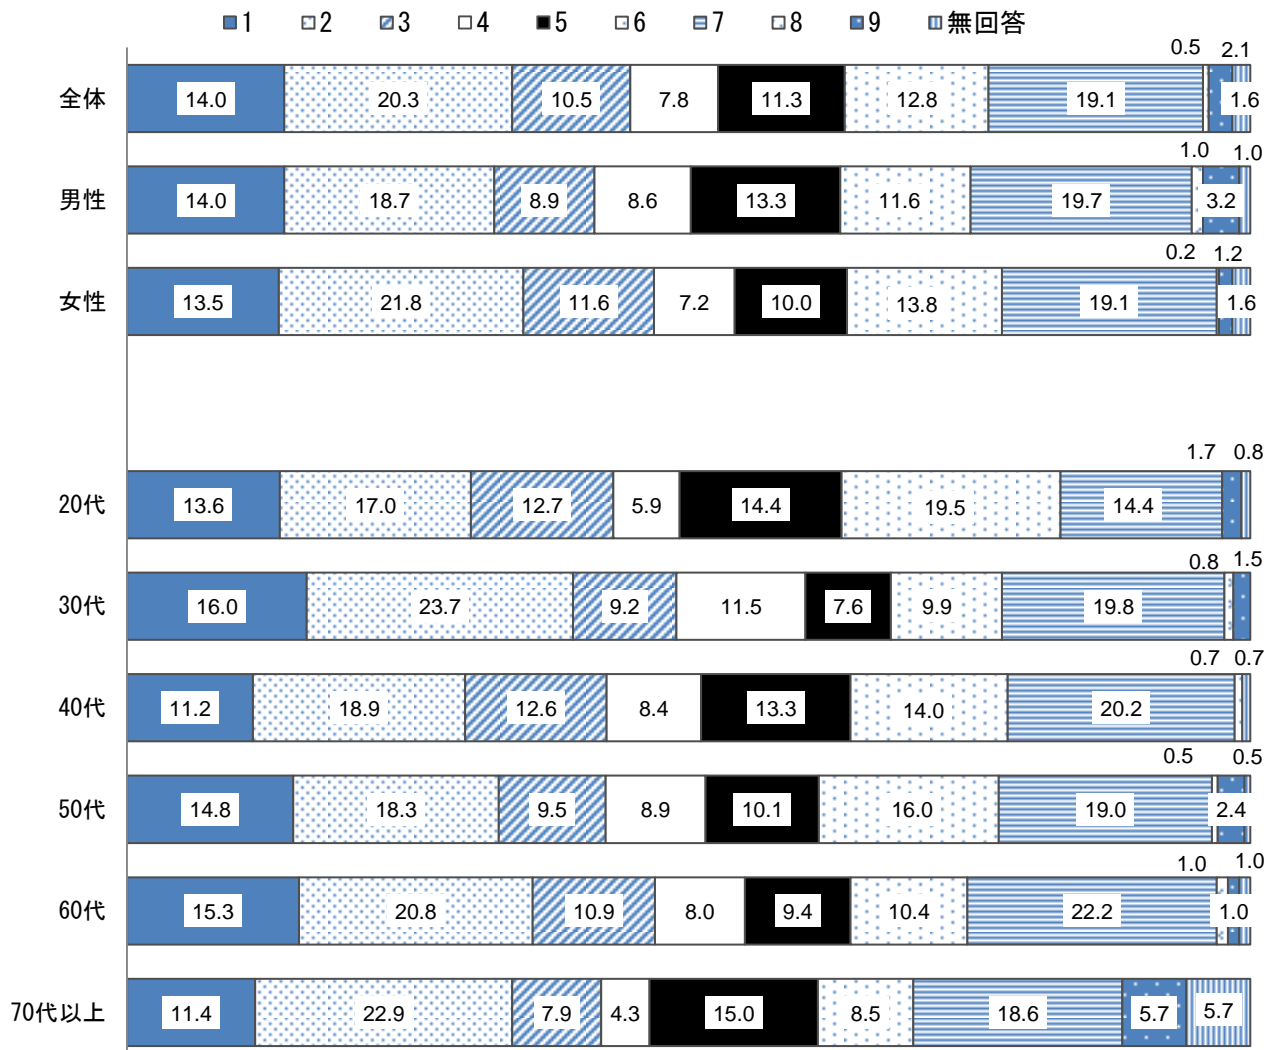 1 2 3 4 5 6 7 8 9 無回答
0.5 2.1
全体 14.0 20.3 10.5 7.8 11.3 12.8 19.1 1.6
1.0 1.0
男性 14.0 18.7 8.9 8.6 13.3 11.6 19.7 3.2
0.2 1.2
女性 13.5 21.8 11.6 7.2 10.0 13.8 19.1 1.6
1.7 0.8
20代 13.6 17.0 12.7 5.9 14.4 19.5 14.4
0.8 1.5
30代 16.0 23.7 9.2 11.5 7.6 9.9 19.8
0.7 0.7
40代 11.2 18.9 12.6 8.4 13.3 14.0 20.2
0.5 0.5
50代 14.8 18.3 9.5 8.9 10.1 16.0 19.0 2.4
1.0 1.0
60代 15.3 20.8 10.9 8.0 9.4 10.4 22.2 1.0
70代以上 11.4 22.9 7.9 4.3 15.0 8.5 18.6 5.7 5.7